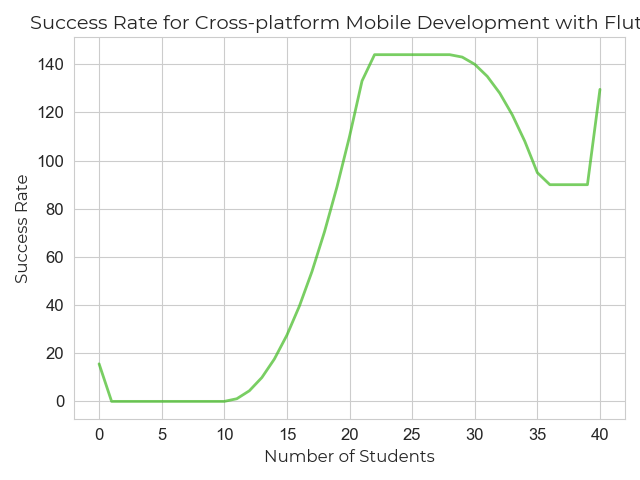 Success Rate for Cross-platform Mobile Development with Flut
140
120
100
80
60
40
20
0
Success Rate
0 5 10 15 20 25 30 35 40
Number of Students